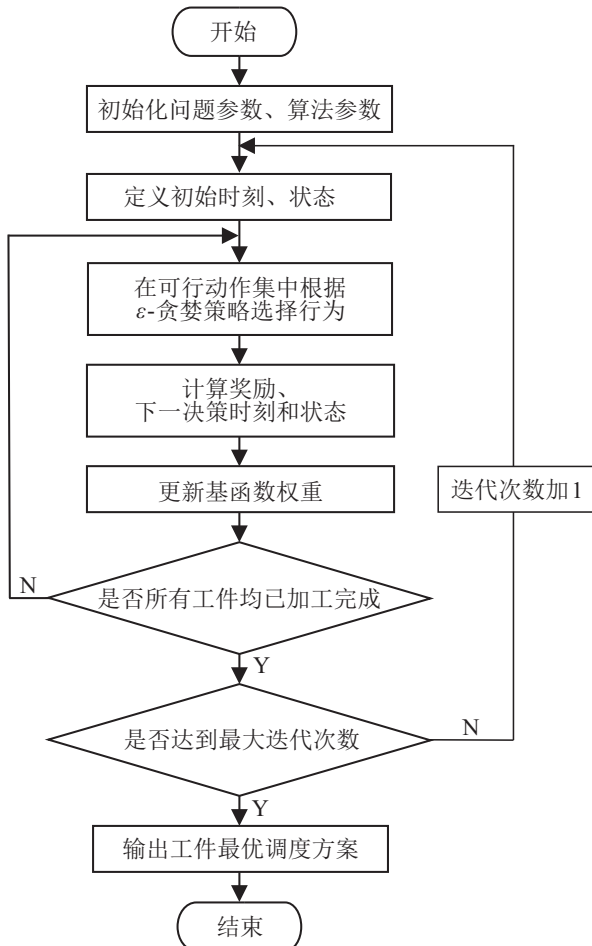 开始
初始化问题参数、算法参数
定义初始时刻、状态
在可行动作集中根据
ε-贪婪策略选择行为
计算奖励、
下一决策时刻和状态
更新基函数权重
迭代次数加1
N
是否所有工件均已加工完成
Y
是否达到最大迭代次数
N
Y
输出工件最优调度方案
结束